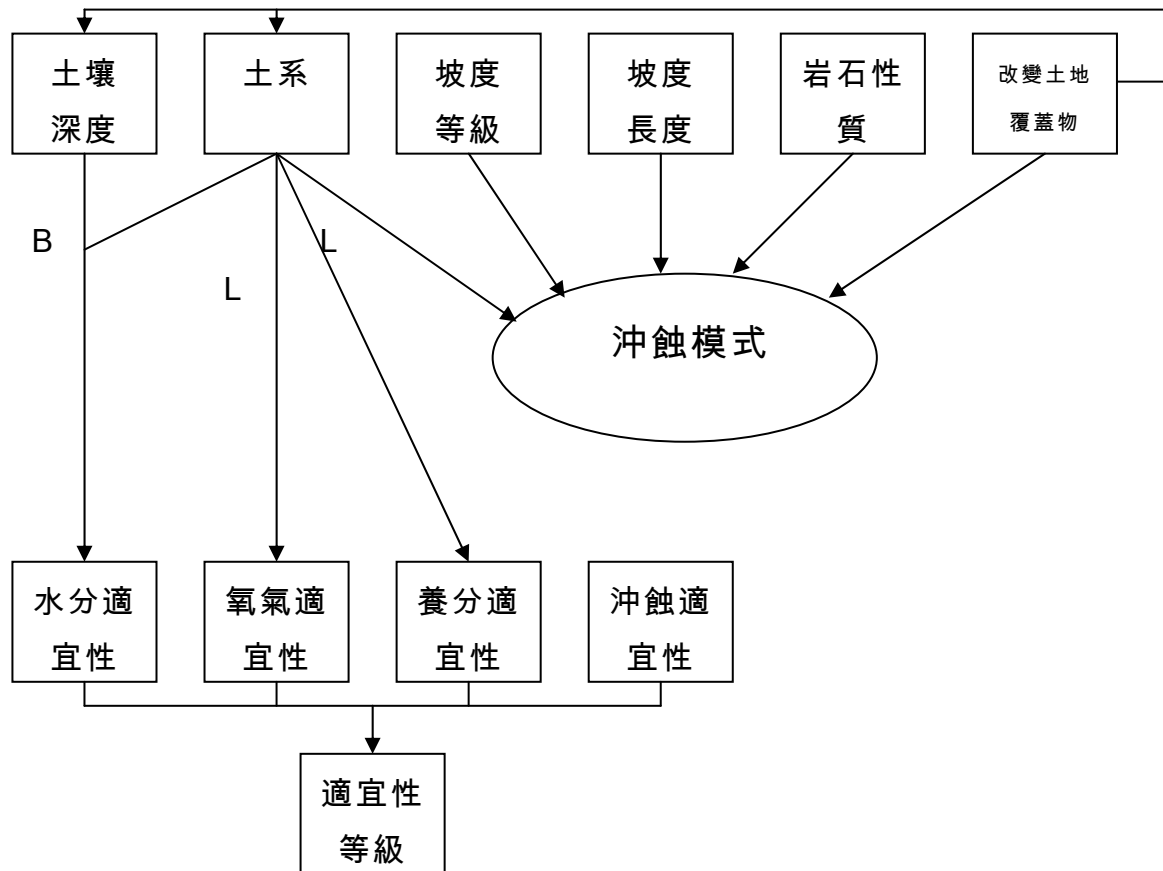 土壤
深度
土系
坡度
等級
坡度
長度
岩石性
質
改變土地
覆蓋物
B
L
L
沖蝕模式
水分適
宜性
氧氣適
宜性
養分適
宜性
沖蝕適
宜性
適宜性
等級